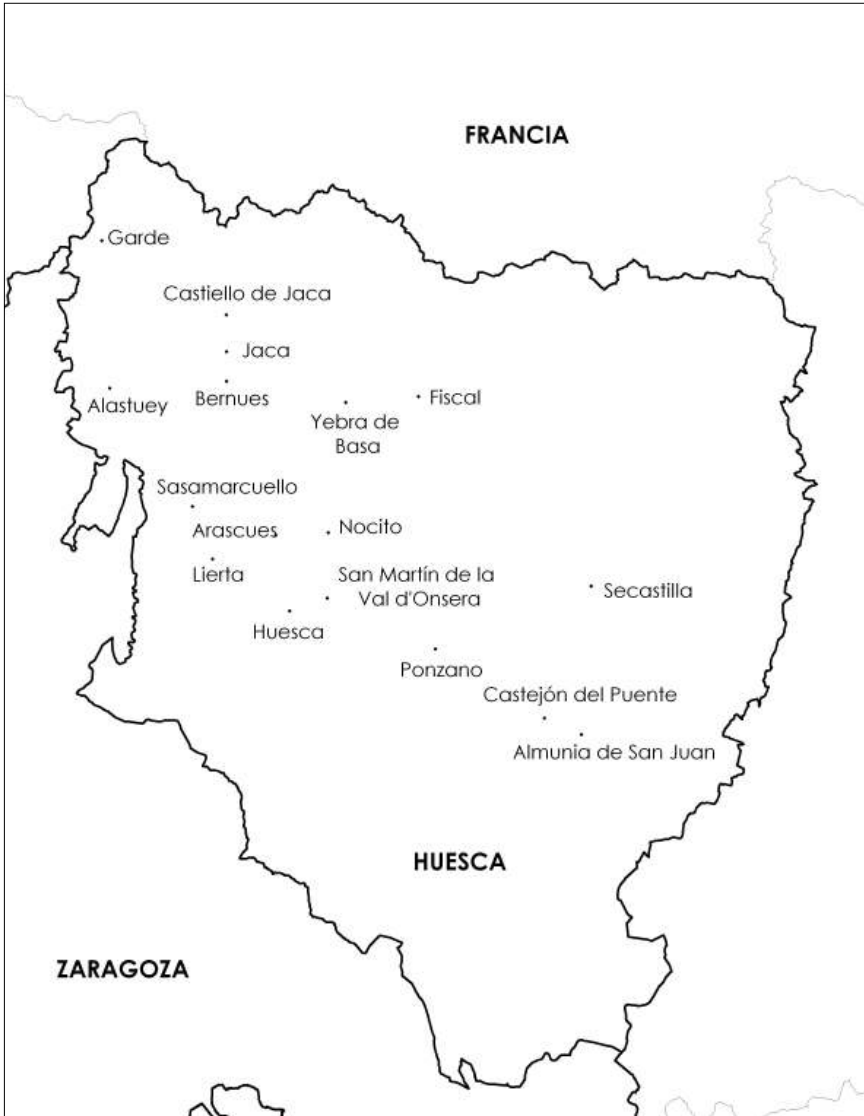 FRANCIA
Garde
Castiello de Jaca
Jaca
Bernues
Alastuey
Fiscal
Yebra de
Basa
Sasamarcuello
Arascues
Nocito
Lierta
San Martín de la
Val d'Onsera
Secastilla
Huesca
Ponzano
Castejón del Puente
Almunia de San Juan
HUESCA
ZARAGOZA